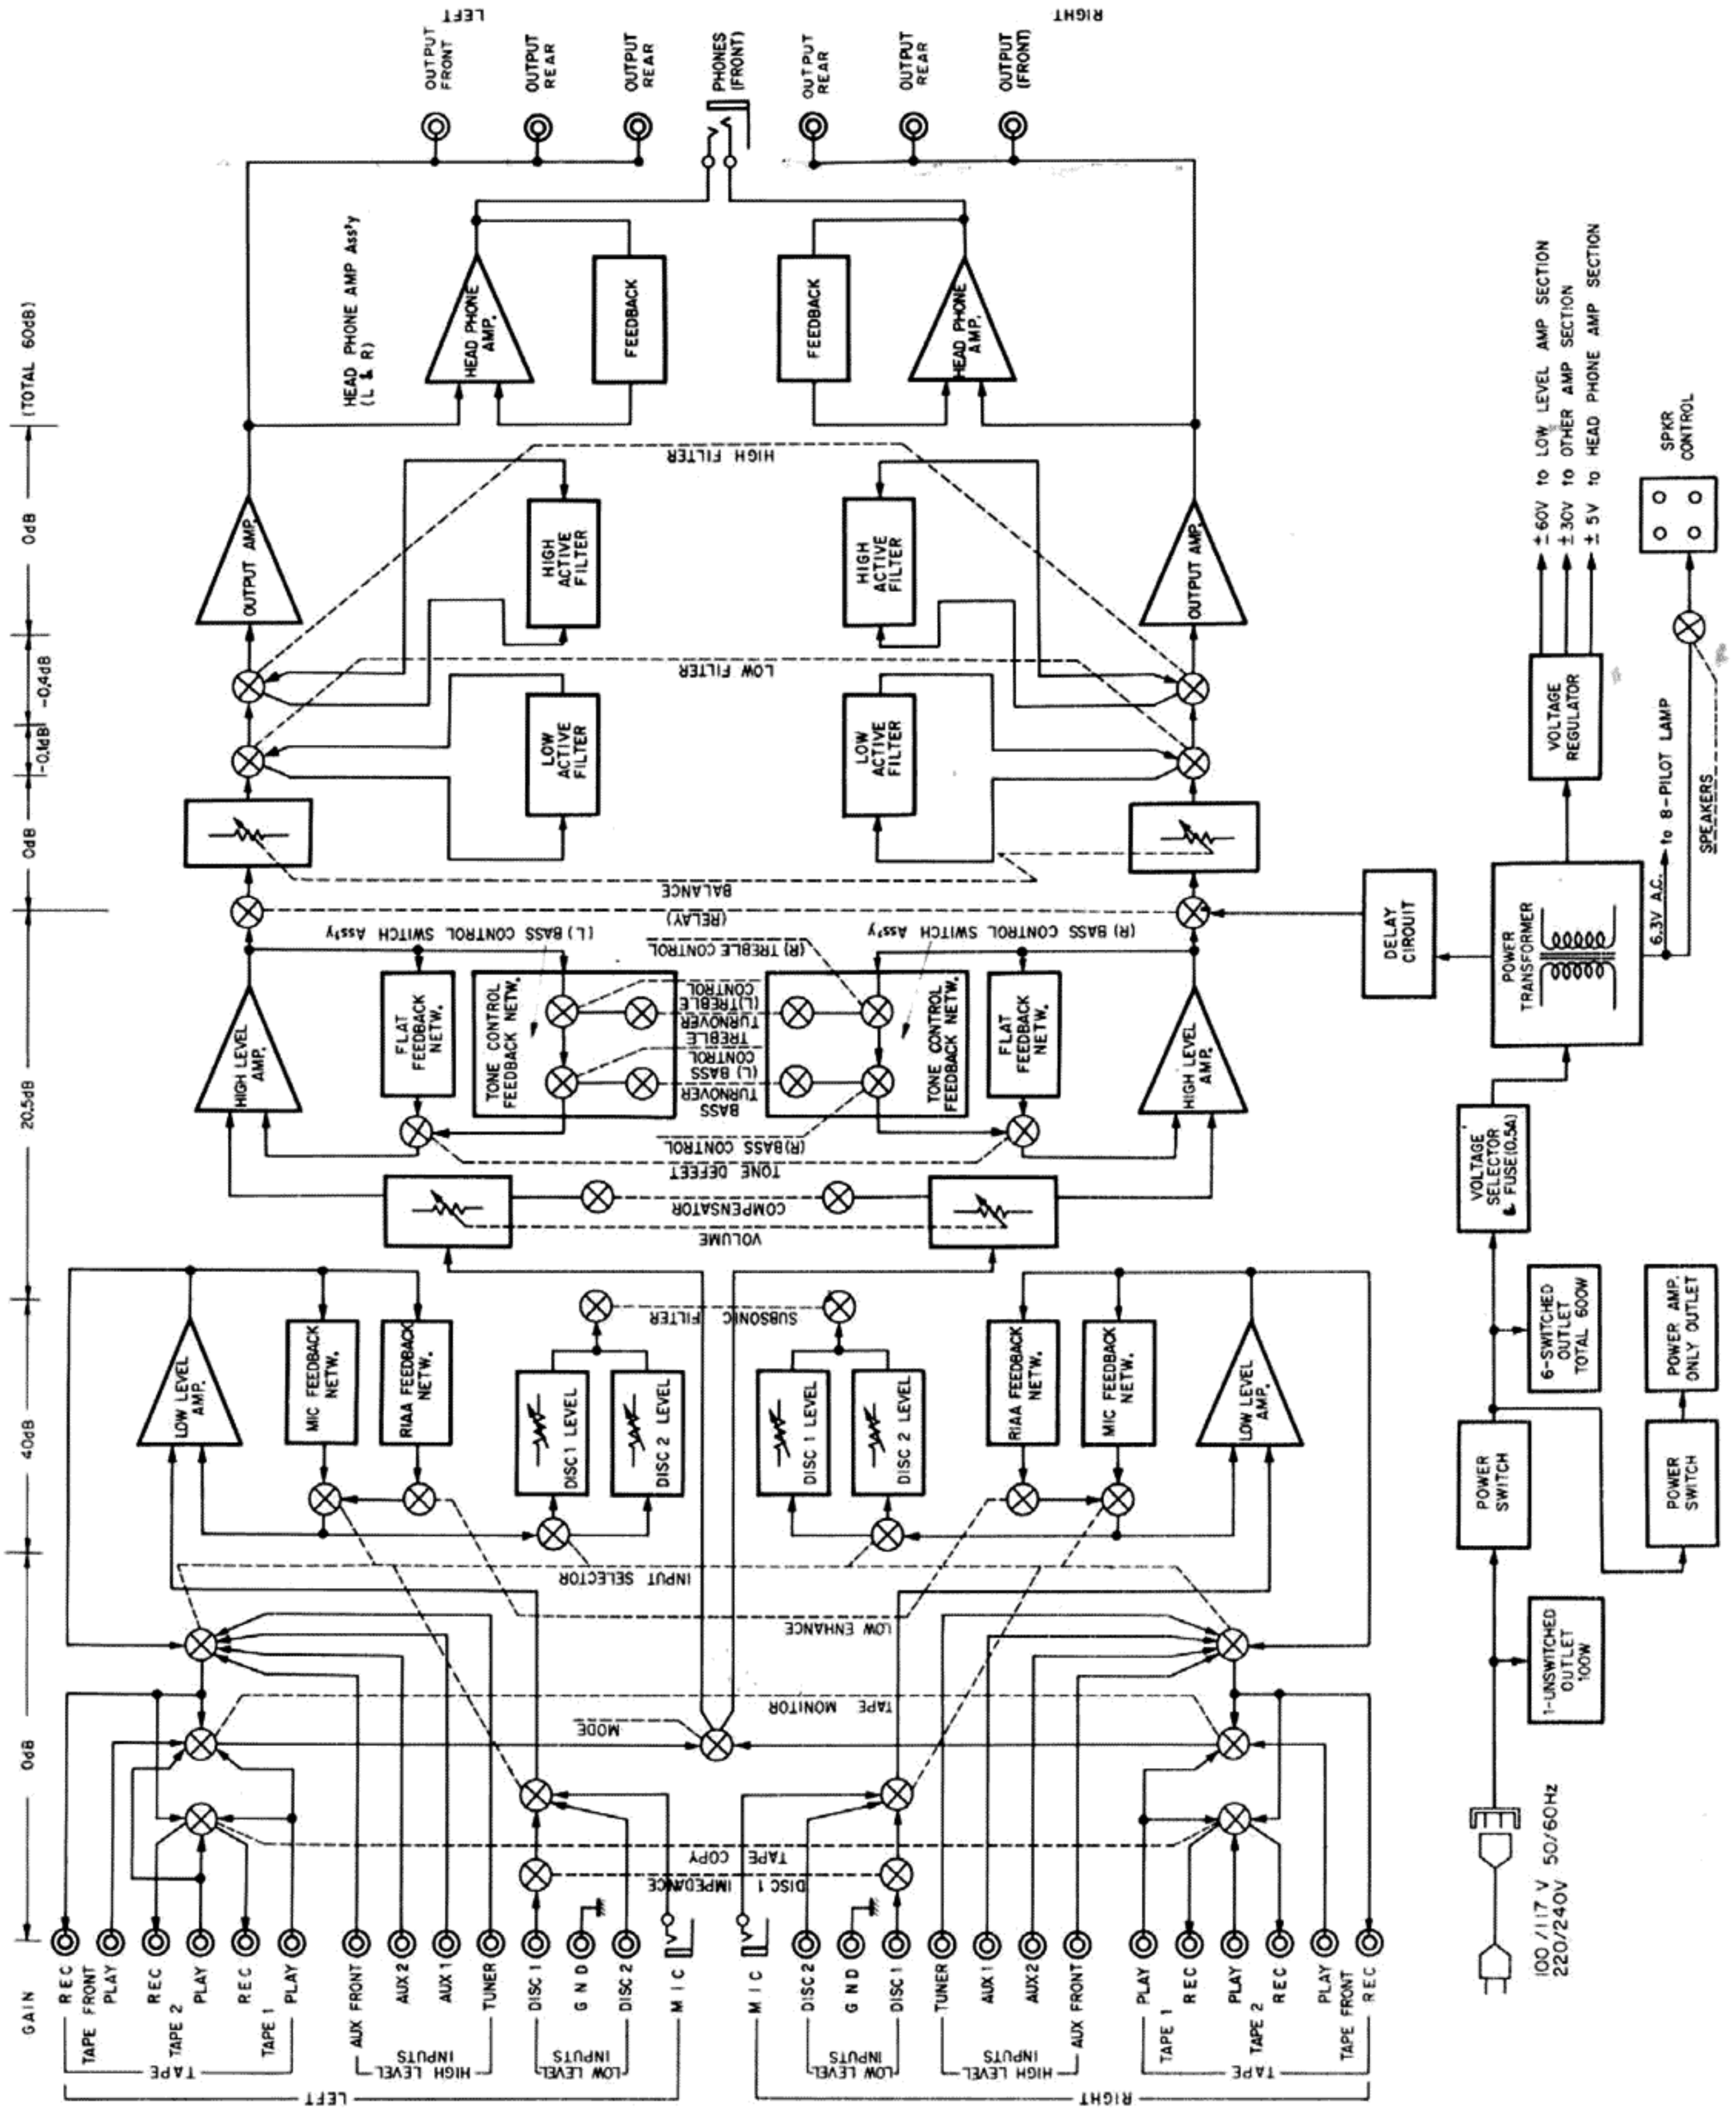 GAIN
0dB
40dB
20.5dB
0dB
-0.1dB
-0.4dB
0dB
(TOTAL 60dB)
LEFT
TAPE
REC
TAPE FRONT
PLAY
REC
TAPE 2
PLAY
REC
TAPE 1
PLAY
HIGH LEVEL
INPUTS
AUX FRONT
AUX 2
AUX 1
TUNER
LOW LEVEL
INPUTS
DISC 1
GND
DISC 2
MIC
RIGHT
MIC
LOW LEVEL
INPUTS
DISC 2
GND
DISC 1
HIGH LEVEL
INPUTS
TUNER
AUX 1
AUX2
AUX FRONT
TAPE
PLAY
TAPE 1
REC
PLAY
TAPE 2
REC
PLAY
TAPE FRONT
REC
DISC 1 IMPEDANCE
TAPE COPY
MODE
TAPE MONITOR
LOW ENHANCE
INPUT SELECTOR
LOW LEVEL
AMP.
MIC FEEDBACK
NETW.
RIAA FEEDBACK
NETW.
DISC 1 LEVEL
DISC 2 LEVEL
SUBSONIC FILTER
DISC 1 LEVEL
DISC 2 LEVEL
RIAA FEEDBACK
NETW.
MIC FEEDBACK
NETW.
LOW LEVEL
AMP.
VOLUME
COMPENSATOR
TONE DEFEET
(R)BASS CONTROL
HIGH LEVEL
AMP.
FLAT
FEEDBACK
NETW.
TONE CONTROL
FEEDBACK NETW.
BASS
TURNOVER
(L) BASS
CONTROL
TREBLE
TURNOVER
(L)TREBLE
CONTROL
(R) TREBLE CONTROL
TONE CONTROL
FEEDBACK NETW.
FLAT
FEEDBACK
NETW.
HIGH LEVEL
AMP.
(L) BASS CONTROL SWITCH Ass'y
(R) BASS CONTROL SWITCH Ass'y
(RELAY)
BALANCE
LOW
ACTIVE
FILTER
LOW
ACTIVE
FILTER
LOW FILTER
HIGH
ACTIVE
FILTER
HIGH
ACTIVE
FILTER
HIGH FILTER
OUTPUT AMP.
OUTPUT AMP.
HEAD PHONE AMP Ass'y
(L & R)
HEAD PHONE
AMP.
FEEDBACK
FEEDBACK
HEAD PHONE
AMP.
LEFT
OUTPUT
FRONT
OUTPUT
REAR
OUTPUT
REAR
PHONES
(FRONT)
OUTPUT
REAR
OUTPUT
REAR
OUTPUT
(FRONT)
RIGHT
100/117 V 50/60Hz
220/240V
1-UNSWITCHED
OUTLET
100W
POWER
SWITCH
POWER
SWITCH
6-SWITCHED
OUTLET
TOTAL 600W
POWER AMP.
ONLY OUTLET
VOLTAGE
SELECTOR
& FUSE(0.5A)
POWER
TRANSFORMER
DELAY
CIRCUIT
6.3V A.C.
to 8-PILOT LAMP
SPEAKERS
VOLTAGE
REGULATOR
±60V to LOW LEVEL AMP SECTION
±30V to OTHER AMP SECTION
± 5V to HEAD PHONE AMP SECTION
SPKR
CONTROL